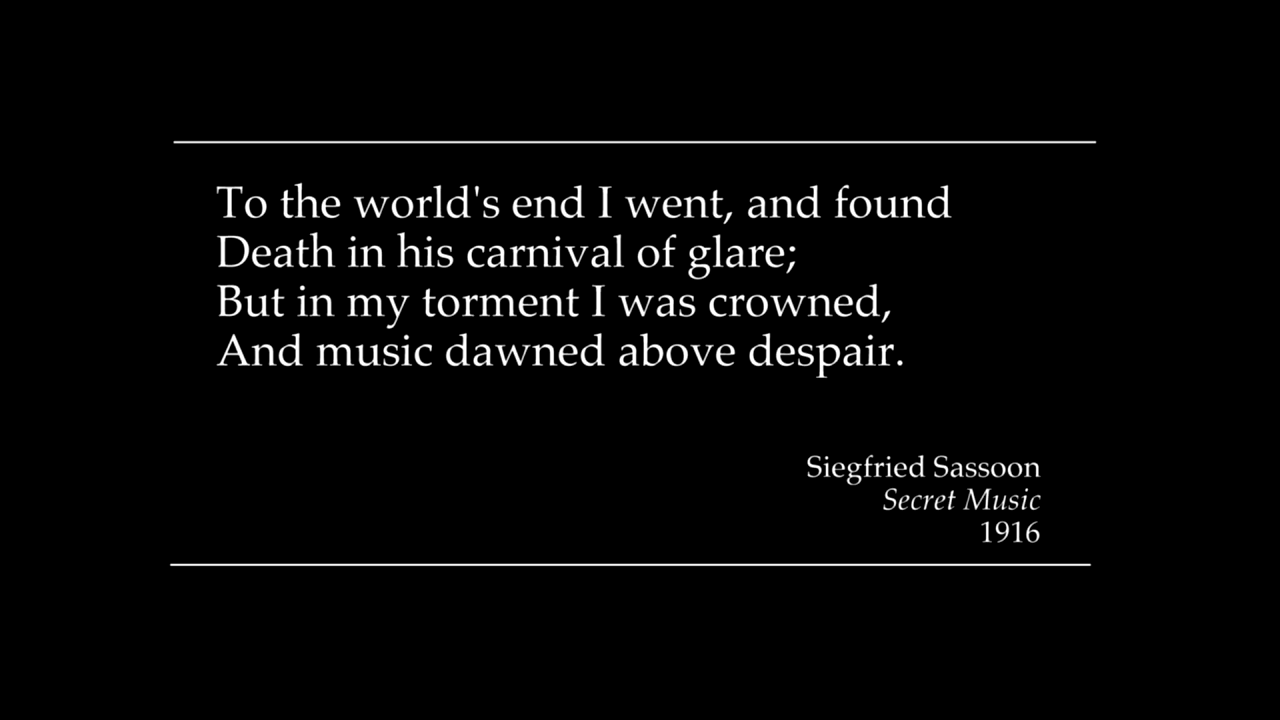 To the world's end I went, and found
Death in his carnival of glare;
But in my torment I was crowned,
And music dawned above despair.
Siegfried Sassoon
Secret Music
1916